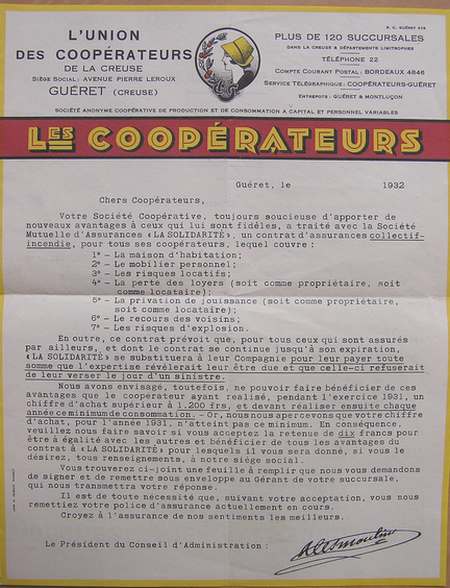 P. C. GUÉRET 618
L'UNION
DES COOPÉRATEURS
DE LA CREUSE
SIÈGE SOCIAL: AVENUE PIERRE LEROUX
GUÉRET (CREUSE)
PLUS DE 120 SUCCURSALES
DANS LA CREUSE & DÉPARTEMENTS LIMITROPHES
TÉLÉPHONE 22
COMPTE COURANT POSTAL: BORDEAUX 4846
SERVICE TÉLÉGRAPHIQUE: COOPÉRATEURS-GUÉRET
ENTREPOTS: GUÉRET & MONTLUÇON
SOCIÉTÉ ANONYME COOPÉRATIVE DE PRODUCTION ET DE CONSOMMATION A CAPITAL ET PERSONNEL VARIABLES
LES COOPÉRATEURS
Guéret, le 1932
Chers Coopérateurs,
Votre Société Coopérative, toujours soucieuse d'apporter de
nouveaux avantages à ceux qui lui sont fidèles, a traité avec la Société
Mutuelle d'Assurances « LA SOLIDARITÉ », un contrat d'assurances collectif-
incendie, pour tous ses coopérateurs, lequel couvre :
1° - La maison d'habitation;
2° - Le mobilier personnel;
3° - Les risques locatifs;
4° - La perte des loyers (soit comme propriétaire, soit
comme locataire);
5° - La privation de jouissance (soit comme propriétaire,
soit comme locataire);
6° - Le recours des voisins;
7° - Les risques d'explosion.
En outre, ce contrat prévoit que, pour tous ceux qui sont assurés
par ailleurs, et dont le contrat se continue jusqu'à son expiration,
« LA SOLIDARITÉ » se substituera à leur Compagnie pour leur payer toute
somme que l'expertise révèlerait leur être due et que celle-ci refuserait
de leur verser le jour d'un sinistre.
Nous avons envisagé, toutefois, ne pouvoir faire bénéficier de ces
avantages que le cooperateur ayant réalisé, pendant l'exercice 1931, un
chiffre d'achat supérieur à 1.200 frs, et devant réaliser ensuite chaque
année ce minimum de consommation. - Or, nous nous apercevons que votre chiffre
d'achat, pour l'année 1931, n'atteint pas ce minimum. En conséquence,
veuillez nous faire savoir si vous acceptez la retenue de dix francs pour
être à égalité avec les autres et bénéficier de tous les avantages du
contrat à « LA SOLIDARITÉ » pour lesquels il vous sera donné, si vous
le désirez, tous renseignements, à notre siège social.
Vous trouverez ci-joint une feuille à remplir que nous vous demandons
de signer et de remettre sous enveloppe au Gérant de votre succursale,
qui nous transmettra votre réponse.
Il est de toute nécessité que, suivant votre acceptation, vous nous
remettiez votre police d'assurance actuellement en cours.
Croyez à l'assurance de nos sentiments les meilleurs.
Le Président du Conseil d'Administration :